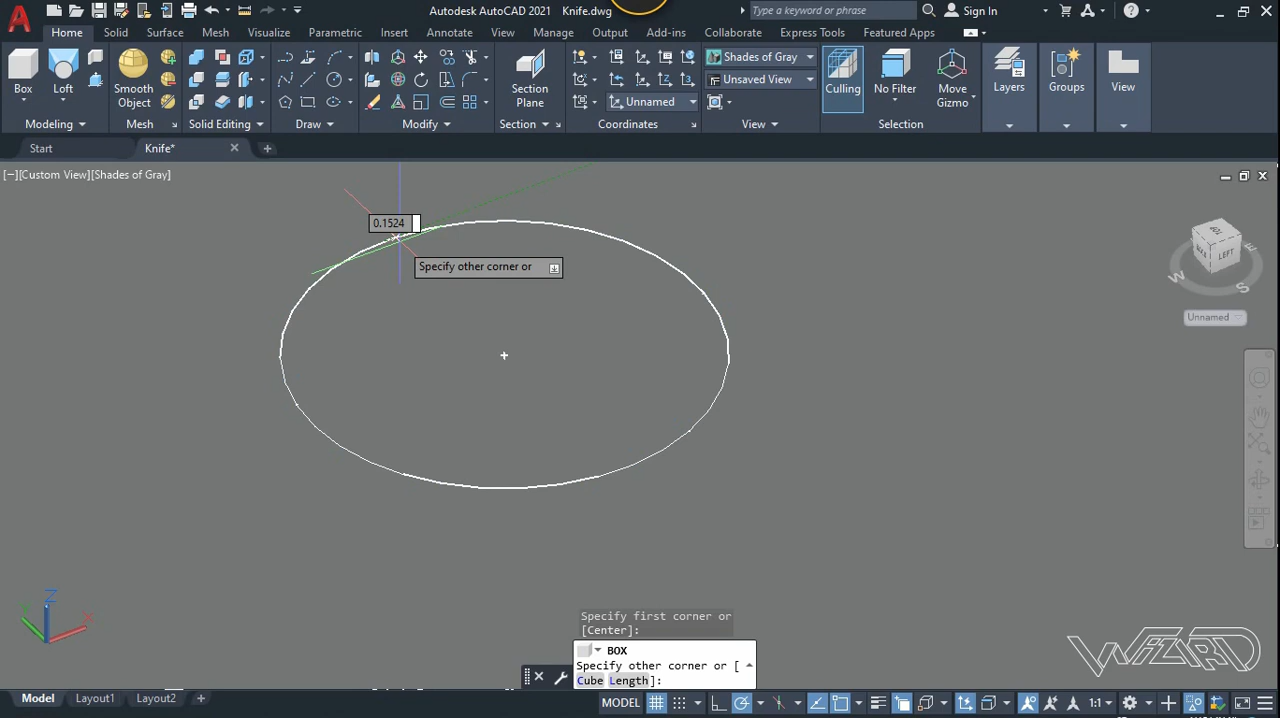 Autodesk AutoCAD 2021 Knife.dwg
Type a keyword or phrase
Sign In
Home Solid Surface Mesh Visualize Parametric Insert Annotate View Manage Output Add-ins Collaborate Express Tools Featured Apps
Box
Loft
Smooth
Object
Section
Plane
Shades of Gray
Unsaved View
Unnamed
Culling
No Filter
Move
Gizmo
Layers
Groups
View
Modeling
Mesh
Solid Editing
Draw
Modify
Section
Coordinates
View
Selection
Start
Knife*
[−][Custom View][Shades of Gray]
0.1524
Specify other corner or
TOP
LEFT
W
S
Unnamed
Z
X
Specify first corner or
[Center]:
BOX
Specify other corner or [
Cube Length]:
WIZARD
Model Layout1 Layout2 +
MODEL
1:1